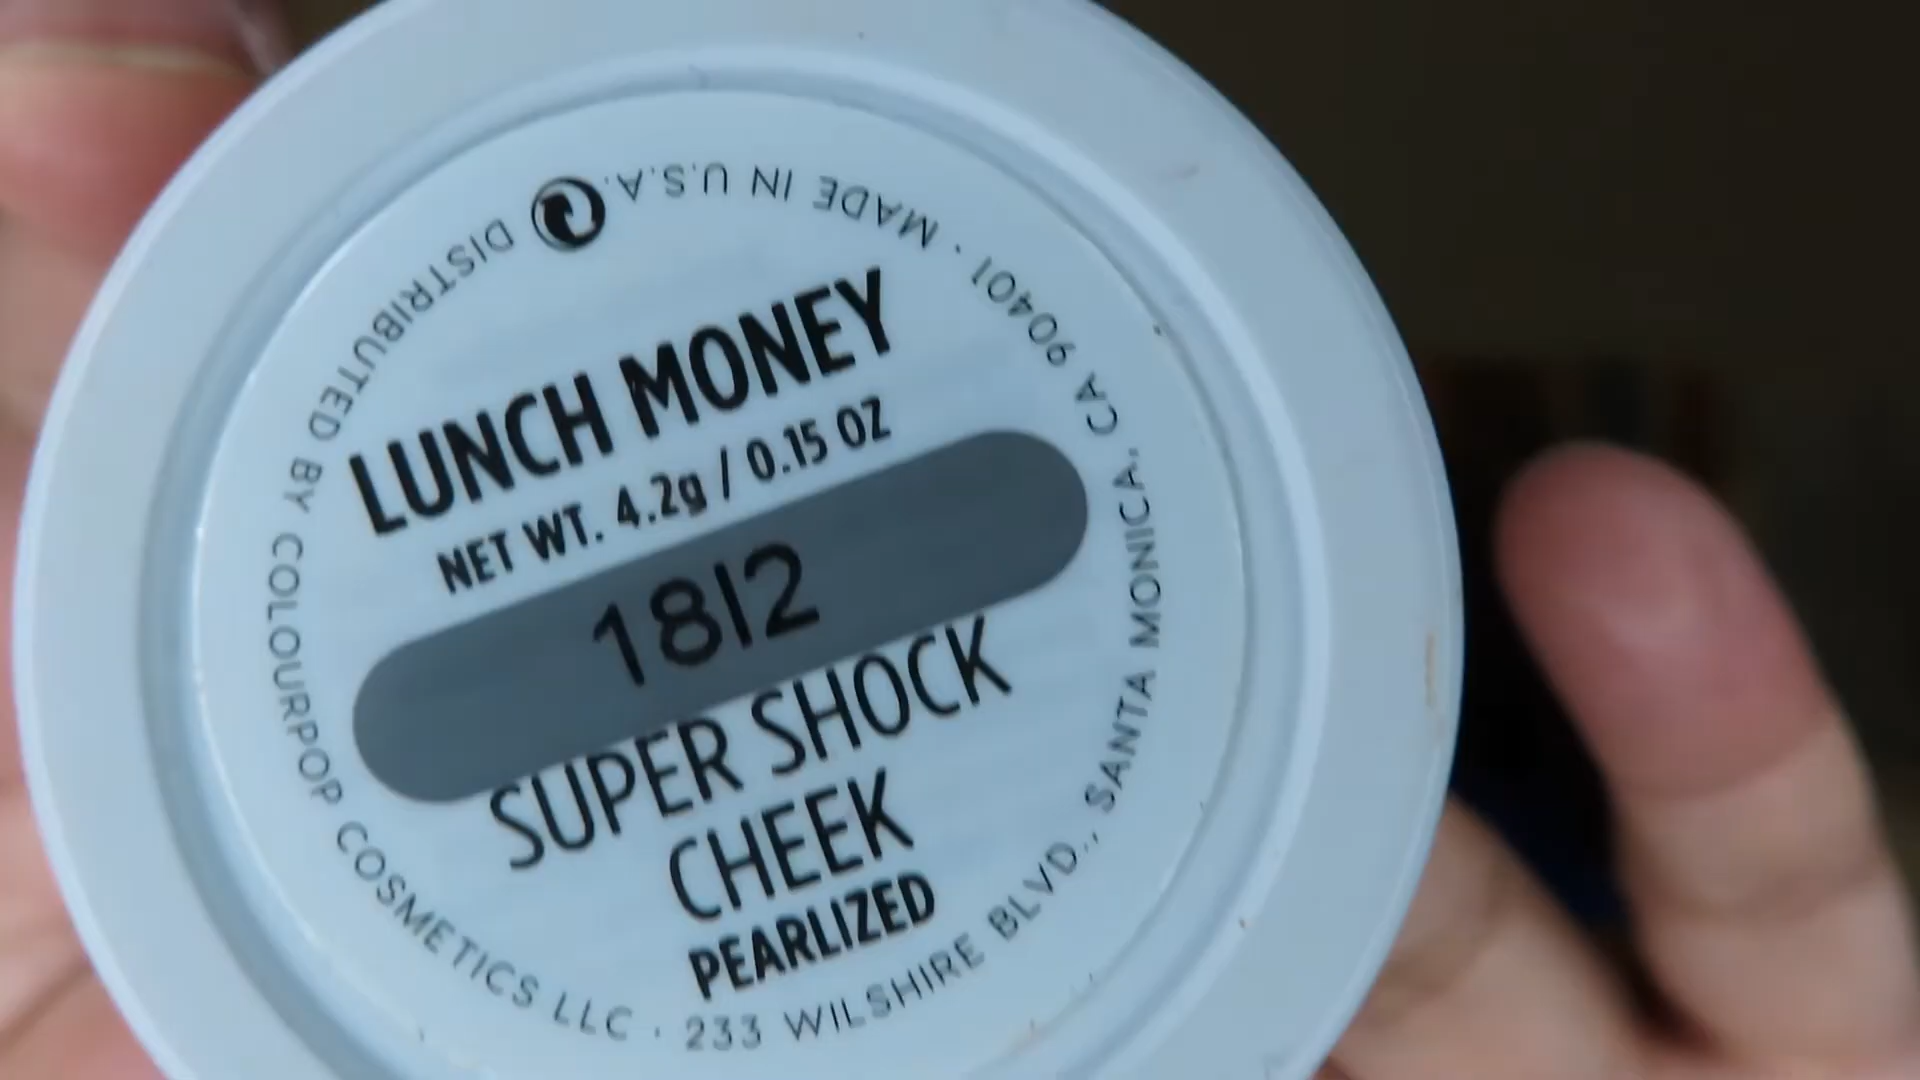 LUNCH MONEY
NET WT. 4.2g / 0.15 OZ
1812
SUPER SHOCK
CHEEK
PEARLIZED
DISTRIBUTED BY COLOURPOP COSMETICS LLC · 233 WILSHIRE BLVD., SANTA MONICA, CA 90401 · MADE IN U.S.A.